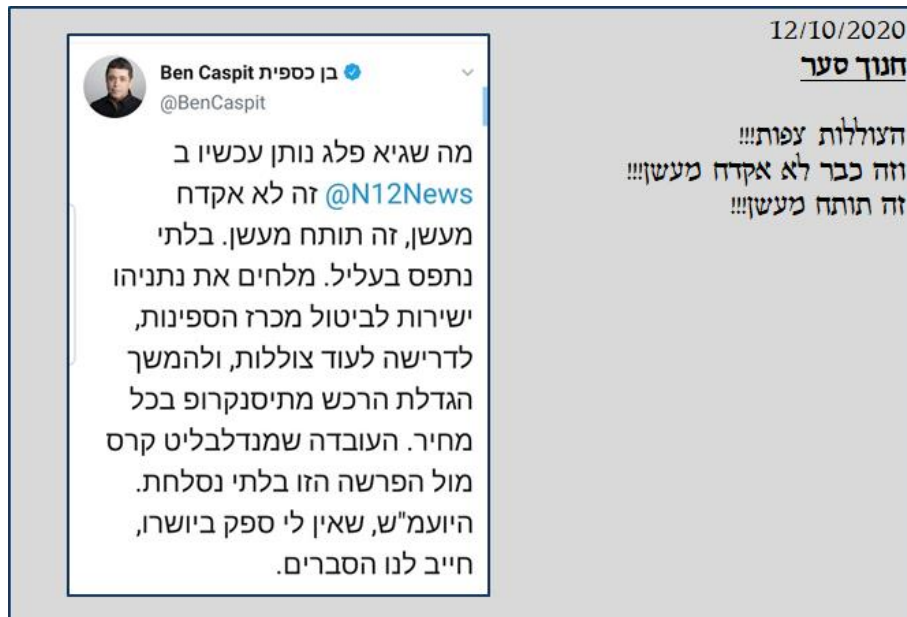 12/10/2020
חנוך סער
הצוללות צפות!!!
וזה כבר לא אקדח מעשן!!!
זה תותח מעשן!!!
Ben Caspit בן כספית
@BenCaspit
מה שגיא פלג נותן עכשיו ב
@N12News זה לא אקדח
מעשן, זה תותח מעשן. בלתי
נתפס בעליל. מלחים את נתניהו
ישירות לביטול מכרז הספינות,
לדרישה לעוד צוללות, ולהמשך
הגדלת הרכש מתיסנקרופ בכל
מחיר. העובדה שמנדלבליט קרס
מול הפרשה הזו בלתי נסלחת.
היועמ"ש, שאין לי ספק ביושרו,
חייב לנו הסברים.